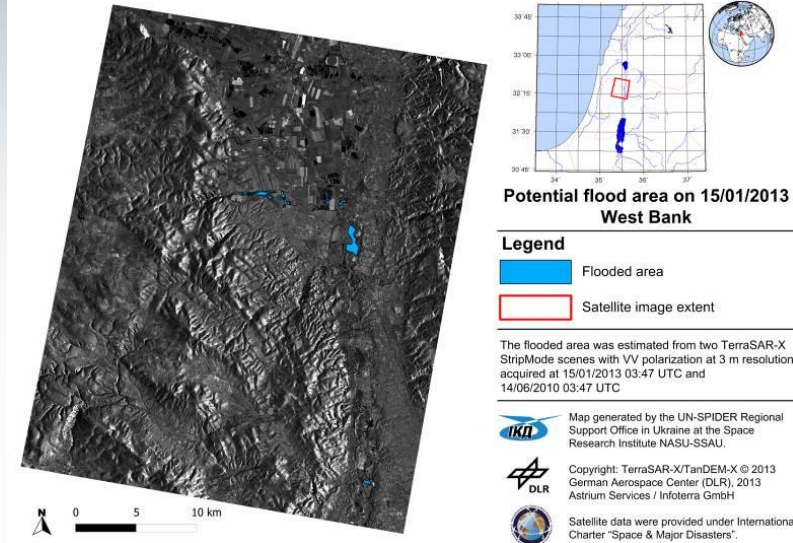 33°45'
33°00'
32°15'
31°30'
30°45'
34°
35°
36°
37°
Potential flood area on 15/01/2013
West Bank
Legend
Flooded area
Satellite image extent
The flooded area was estimated from two TerraSAR-X
StripMode scenes with VV polarization at 3 m resolution
acquired at 15/01/2013 03:47 UTC and
14/06/2010 03:47 UTC
ІКД
Map generated by the UN-SPIDER Regional
Support Office in Ukraine at the Space
Research Institute NASU-SSAU.
DLR
Copyright: TerraSAR-X/TanDEM-X © 2013
German Aerospace Center (DLR), 2013
Astrium Services / Infoterra GmbH
Satellite data were provided under Internationa
Charter “Space & Major Disasters”.
N
0 5 10 km